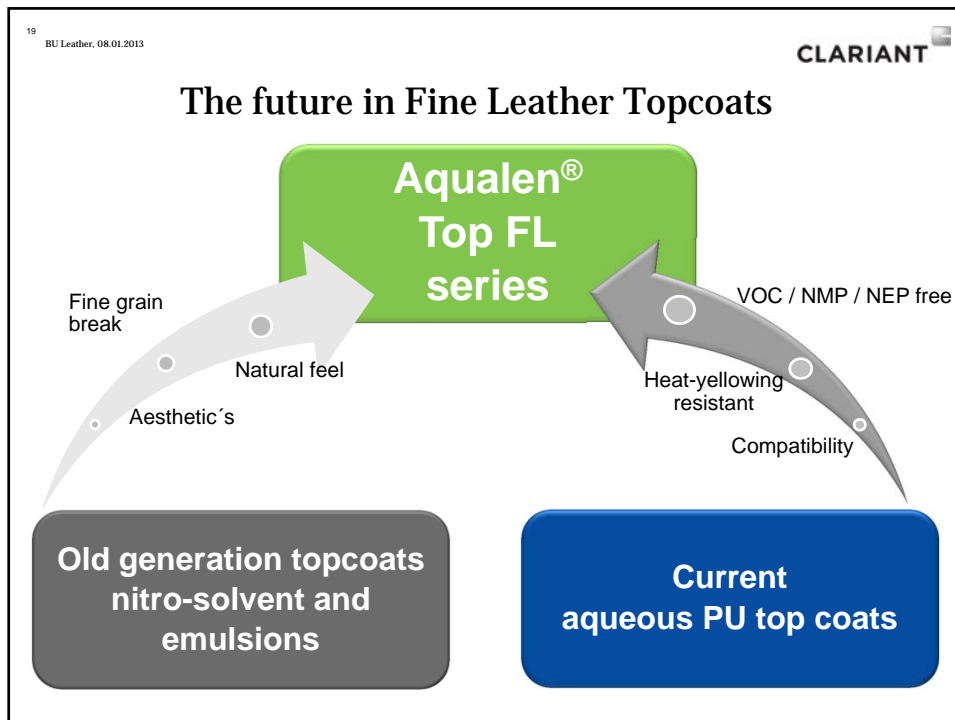 19
BU Leather, 08.01.2013
CLARIANT
The future in Fine Leather Topcoats
Aqualen®
Top FL
series
Fine grain
break
Natural feel
Aesthetic´s
VOC / NMP / NEP free
Heat-yellowing
resistant
Compatibility
Old generation topcoats
nitro-solvent and
emulsions
Current
aqueous PU top coats